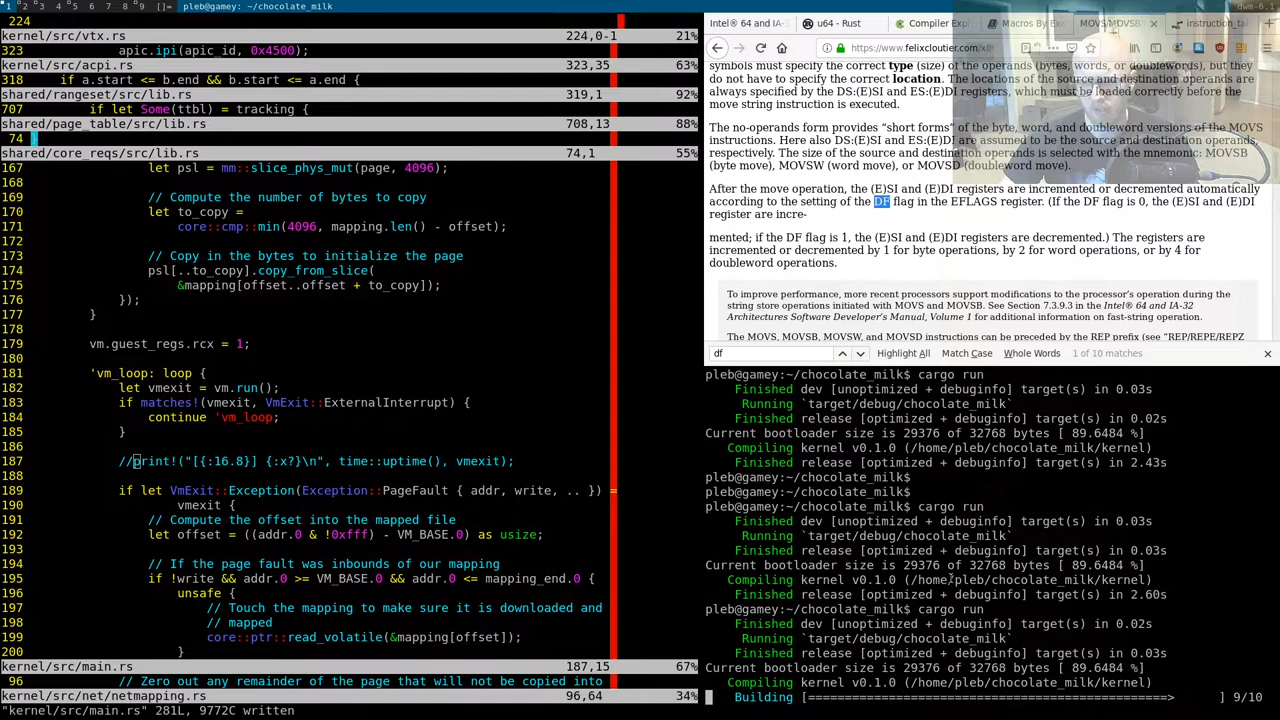 1 2 3 4 5 6 7 8 9 []= pleb@gamey:~/chocolate_milk
dwm-6.1
224
kernel/src/vtx.rs 224,0-1 21%
323 apic.ipi(apic_id, 0x4500);
kernel/src/acpi.rs 323,35 63%
318 if a.start <= b.end && b.start <= a.end {
shared/rangeset/src/lib.rs 319,1 92%
707 if let Some(ttbl) = tracking {
shared/page_table/src/lib.rs 708,13 88%
74 }
shared/core_reqs/src/lib.rs 74,1 55%
167 let psl = mm::slice_phys_mut(page, 4096);
168
169 // Compute the number of bytes to copy
170 let to_copy =
171 core::cmp::min(4096, mapping.len() - offset);
172
173 // Copy in the bytes to initialize the page
174 psl[..to_copy].copy_from_slice(
175 &mapping[offset..offset + to_copy]);
176 });
177 }
178
179 vm.guest_regs.rcx = 1;
180
181 'vm_loop: loop {
182 let vmexit = vm.run();
183 if matches!(vmexit, VmExit::ExternalInterrupt) {
184 continue 'vm_loop;
185 }
186
187 //print!("[{:16.8}] {:x?}\n", time::uptime(), vmexit);
188
189 if let VmExit::Exception(Exception::PageFault { addr, write, .. }) =
190 vmexit {
191 // Compute the offset into the mapped file
192 let offset = ((addr.0 & !0xfff) - VM_BASE.0) as usize;
193
194 // If the page fault was inbounds of our mapping
195 if !write && addr.0 >= VM_BASE.0 && addr.0 <= mapping_end.0 {
196 unsafe {
197 // Touch the mapping to make sure it is downloaded and
198 // mapped
199 core::ptr::read_volatile(&mapping[offset]);
200 }
kernel/src/main.rs 187,15 67%
96 // Zero out any remainder of the page that will not be copied into
kernel/src/net/netmapping.rs 96,64 34%
"kernel/src/main.rs" 281L, 9772C written
Intel® 64 and IA- u64 - Rust Compiler Exp Macros By Exa MOVS/MOVSB instruction_tal
https://www.felixcloutier.com/x8
symbols must specify the correct type (size) of the operands (bytes, words, or doublewords), but they
do not have to specify the correct location. The locations of the source and destination operands are
always specified by the DS:(E)SI and ES:(E)DI registers, which must be loaded correctly before the
move string instruction is executed.
The no-operands form provides “short forms” of the byte, word, and doubleword versions of the MOVS
instructions. Here also DS:(E)SI and ES:(E)DI are assumed to be the source and destination operands,
respectively. The size of the source and destination operands is selected with the mnemonic: MOVSB
(byte move), MOVSW (word move), or MOVSD (doubleword move).
After the move operation, the (E)SI and (E)DI registers are incremented or decremented automatically
according to the setting of the DF flag in the EFLAGS register. (If the DF flag is 0, the (E)SI and (E)DI
register are incre-
mented; if the DF flag is 1, the (E)SI and (E)DI registers are decremented.) The registers are
incremented or decremented by 1 for byte operations, by 2 for word operations, or by 4 for
doubleword operations.
To improve performance, more recent processors support modifications to the processor’s operation during the
string store operations initiated with MOVS and MOVSB. See Section 7.3.9.3 in the Intel® 64 and IA-32
Architectures Software Developer’s Manual, Volume 1 for additional information on fast-string operation.
The MOVS, MOVSB, MOVSW, and MOVSD instructions can be preceded by the REP prefix (see “REP/REPE/REPZ
df Highlight All Match Case Whole Words 1 of 10 matches
pleb@gamey:~/chocolate_milk$ cargo run
Finished dev [unoptimized + debuginfo] target(s) in 0.03s
Running `target/debug/chocolate_milk`
Finished release [optimized + debuginfo] target(s) in 0.02s
Current bootloader size is 29376 of 32768 bytes [ 89.6484 %]
Compiling kernel v0.1.0 (/home/pleb/chocolate_milk/kernel)
Finished release [optimized + debuginfo] target(s) in 2.43s
pleb@gamey:~/chocolate_milk$
pleb@gamey:~/chocolate_milk$
pleb@gamey:~/chocolate_milk$ cargo run
Finished dev [unoptimized + debuginfo] target(s) in 0.03s
Running `target/debug/chocolate_milk`
Finished release [optimized + debuginfo] target(s) in 0.03s
Current bootloader size is 29376 of 32768 bytes [ 89.6484 %]
Compiling kernel v0.1.0 (/home/pleb/chocolate_milk/kernel)
Finished release [optimized + debuginfo] target(s) in 2.60s
pleb@gamey:~/chocolate_milk$ cargo run
Finished dev [unoptimized + debuginfo] target(s) in 0.02s
Running `target/debug/chocolate_milk`
Finished release [optimized + debuginfo] target(s) in 0.03s
Current bootloader size is 29376 of 32768 bytes [ 89.6484 %]
Compiling kernel v0.1.0 (/home/pleb/chocolate_milk/kernel)
Building [===============================================> ] 9/10